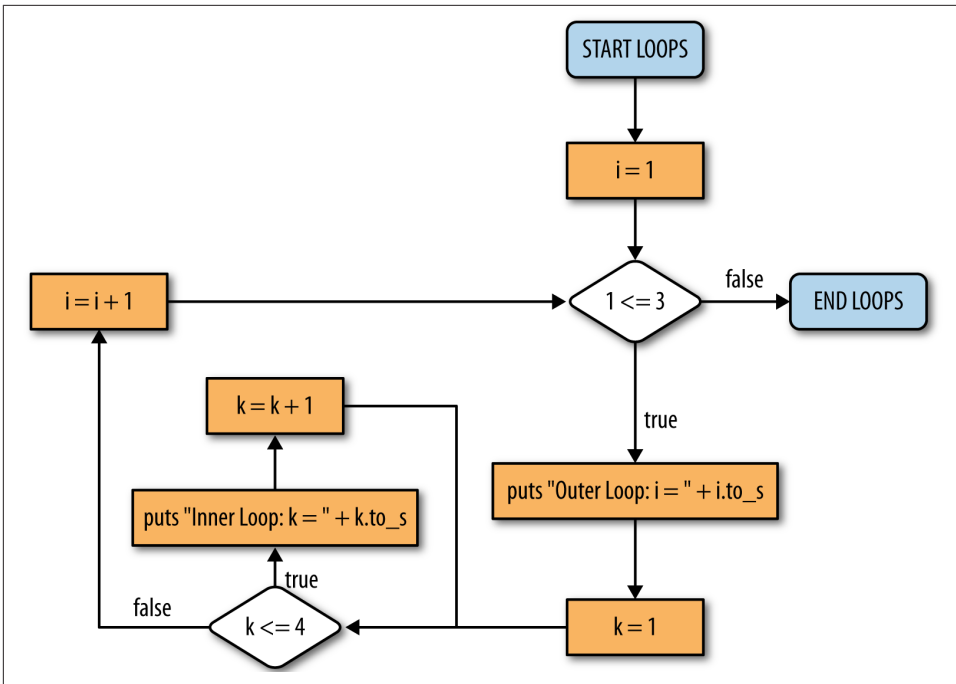 START LOOPS
i = 1
i = i + 1
1 <= 3
false
END LOOPS
k = k + 1
true
puts "Outer Loop: i = " + i.to_s
puts "Inner Loop: k = " + k.to_s
true
false
k <= 4
k = 1